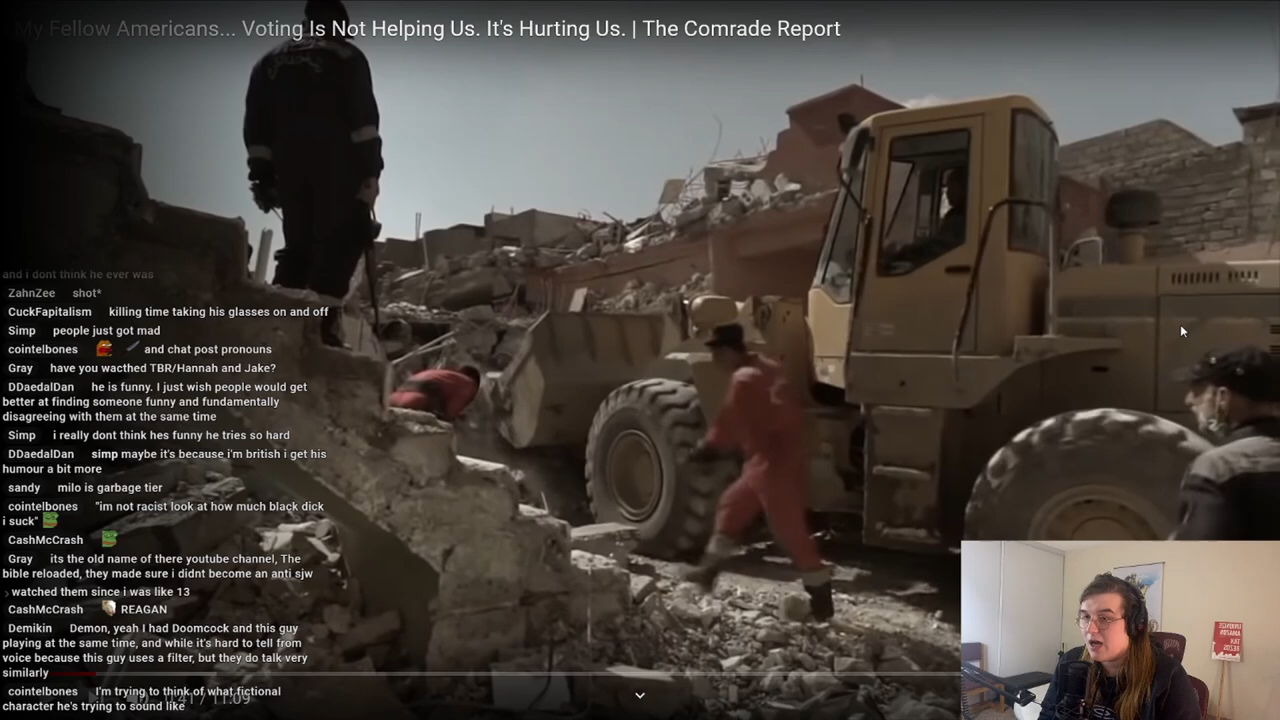 My Fellow Americans... Voting Is Not Helping Us. It's Hurting Us. | The Comrade Report
and i dont think he ever was
ZahnZee shot*
CuckFapitalism killing time taking his glasses on and off
Simp people just got mad
cointelbones and chat post pronouns
Gray have you wacthed TBR/Hannah and Jake?
DDaedalDan he is funny. I just wish people would get
better at finding someone funny and fundamentally
disagreeing with them at the same time
Simp i really dont think hes funny he tries so hard
DDaedalDan simp maybe it's because i'm british i get his
humour a bit more
sandy milo is garbage tier
cointelbones "im not racist look at how much black dick
i suck"
CashMcCrash
Gray its the old name of there youtube channel, The
bible reloaded, they made sure i didnt become an anti sjw
watched them since i was like 13
CashMcCrash REAGAN
Demikin Demon, yeah I had Doomcock and this guy
playing at the same time, and while it's hard to tell from
voice because this guy uses a filter, but they do talk very
similarly
cointelbones I'm trying to think of what fictional
character he's trying to sound like
/ 11:09
UNIONIZE
AMAZON